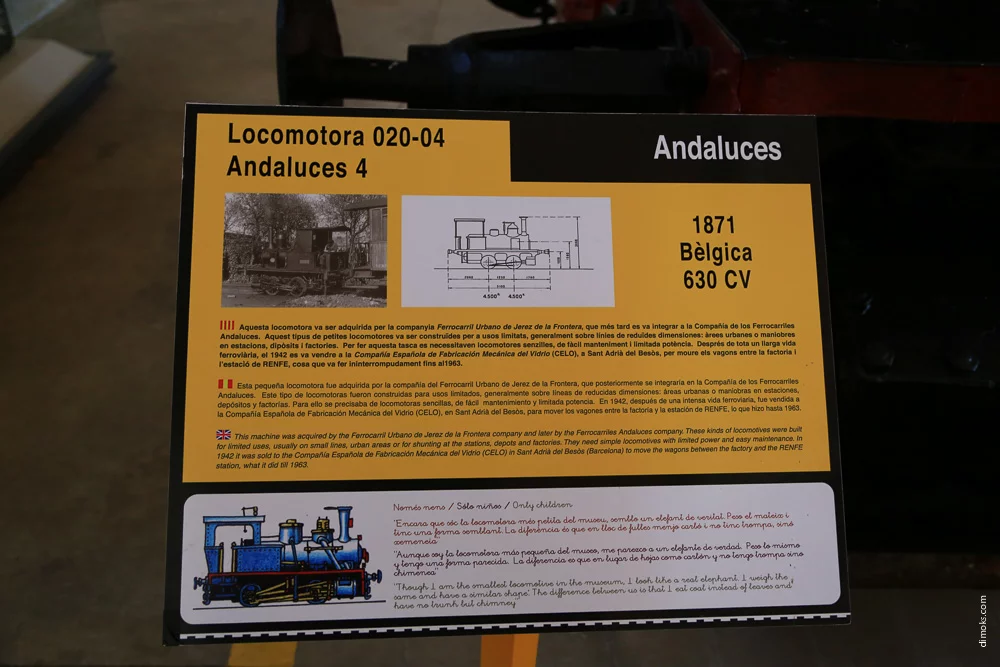 Locomotora 020-04
Andaluces 4
Andaluces
1871
Bèlgica
630 CV
Aquesta locomotora va ser adquirida per la companyia Ferrocarril Urbano de Jerez de la Frontera, que més tard es va integrar a la Compañía de los Ferrocarriles
Andaluces. Aquest tipus de petites locomotores va ser construïdes per a usos limitats, generalment sobre línies de reduïdes dimensions: àrees urbanes o maniobres
en estacions, dipòsits i factories. Per fer aquesta tasca es necessitaven locomotores senzilles, de fàcil manteniment i limitada potència. Després de tota un llarga vida
ferroviària, el 1942 es va vendre a la Compañía Española de Fabricación Mecánica del Vidrio (CELO), a Sant Adrià del Besòs, per moure els vagons entre la factoria i
l'estació de RENFE, cosa que va fer ininterrompudament fins al1963.
Esta pequeña locomotora fue adquirida por la compañía del Ferrocarril Urbano de Jerez de la Frontera, que posteriormente se integraría en la Compañía de los Ferrocarriles
Andaluces. Este tipo de locomotoras fueron construidas para usos limitados, generalmente sobre líneas de reducidas dimensiones: áreas urbanas o maniobras en estaciones,
depósitos y factorías. Para ello se precisaba de locomotoras sencillas, de fácil mantenimiento y limitada potencia. En 1942, después de una intensa vida ferroviaria, fue vendida a
la Compañía Española de Fabricación Mecánica del Vidrio (CELO), en Sant Adrià del Besòs, para mover los vagones entre la factoría y la estación de RENFE, lo que hizo hasta 1963.
This machine was acquired by the Ferrocarril Urbano de Jerez de la Frontera company and later by the Ferrocarriles Andaluces company. These kinds of locomotives were built
for limited uses, usually on small lines, urban areas or for shunting at the stations, depots and factories. They need simple locomotives with limited power and easy maintenance. In
1942 it was sold to the Compañía Española de Fabricación Mecánica del Vidrio (CELO) in Sant Adrià del Besòs (Barcelona) to move the wagons between the factory and the RENFE
station, what it did till 1963.
Només nens / Sólo niños / Only children
"Encara que sóc la locomotora més petita del museu, semblo un elefant de veritat. Peso el mateix i
tinc una forma semblant. La diferència és que en lloc de fulles menjo carbó i no tinc trompa, sinó
xemeneia"
"Aunque soy la locomotora más pequeña del museo, me parezco a un elefante de verdad. Peso lo mismo
y tengo una forma parecida. La diferencia es que en lugar de hojas como carbón y no tengo trompa sino
chimenea"
"Though I am the smallest locomotive in the museum, I look like a real elephant. I weigh the
same and have a similar shape. The difference between us is that I eat coal instead of leaves and
have no trunk but chimney"
dimoks.com